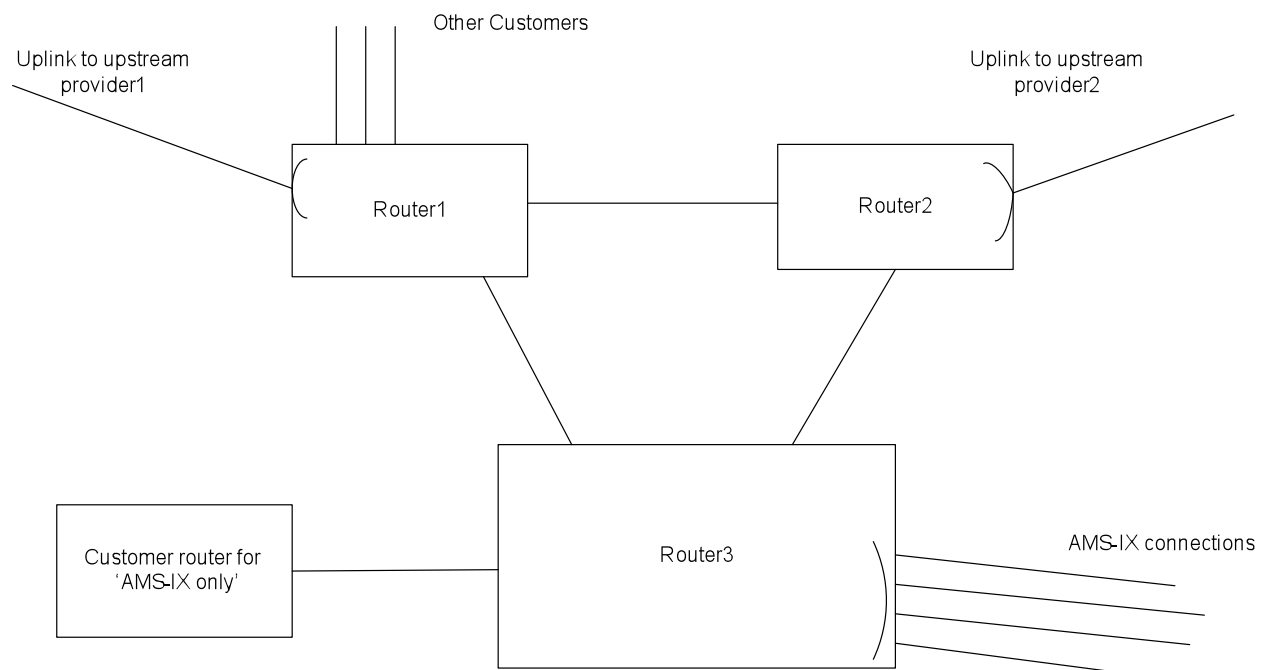 Other Customers
Uplink to upstream
provider1
Uplink to upstream
provider2
Router1
Router2
Customer router for
‘AMS-IX only’
Router3
AMS-IX connections